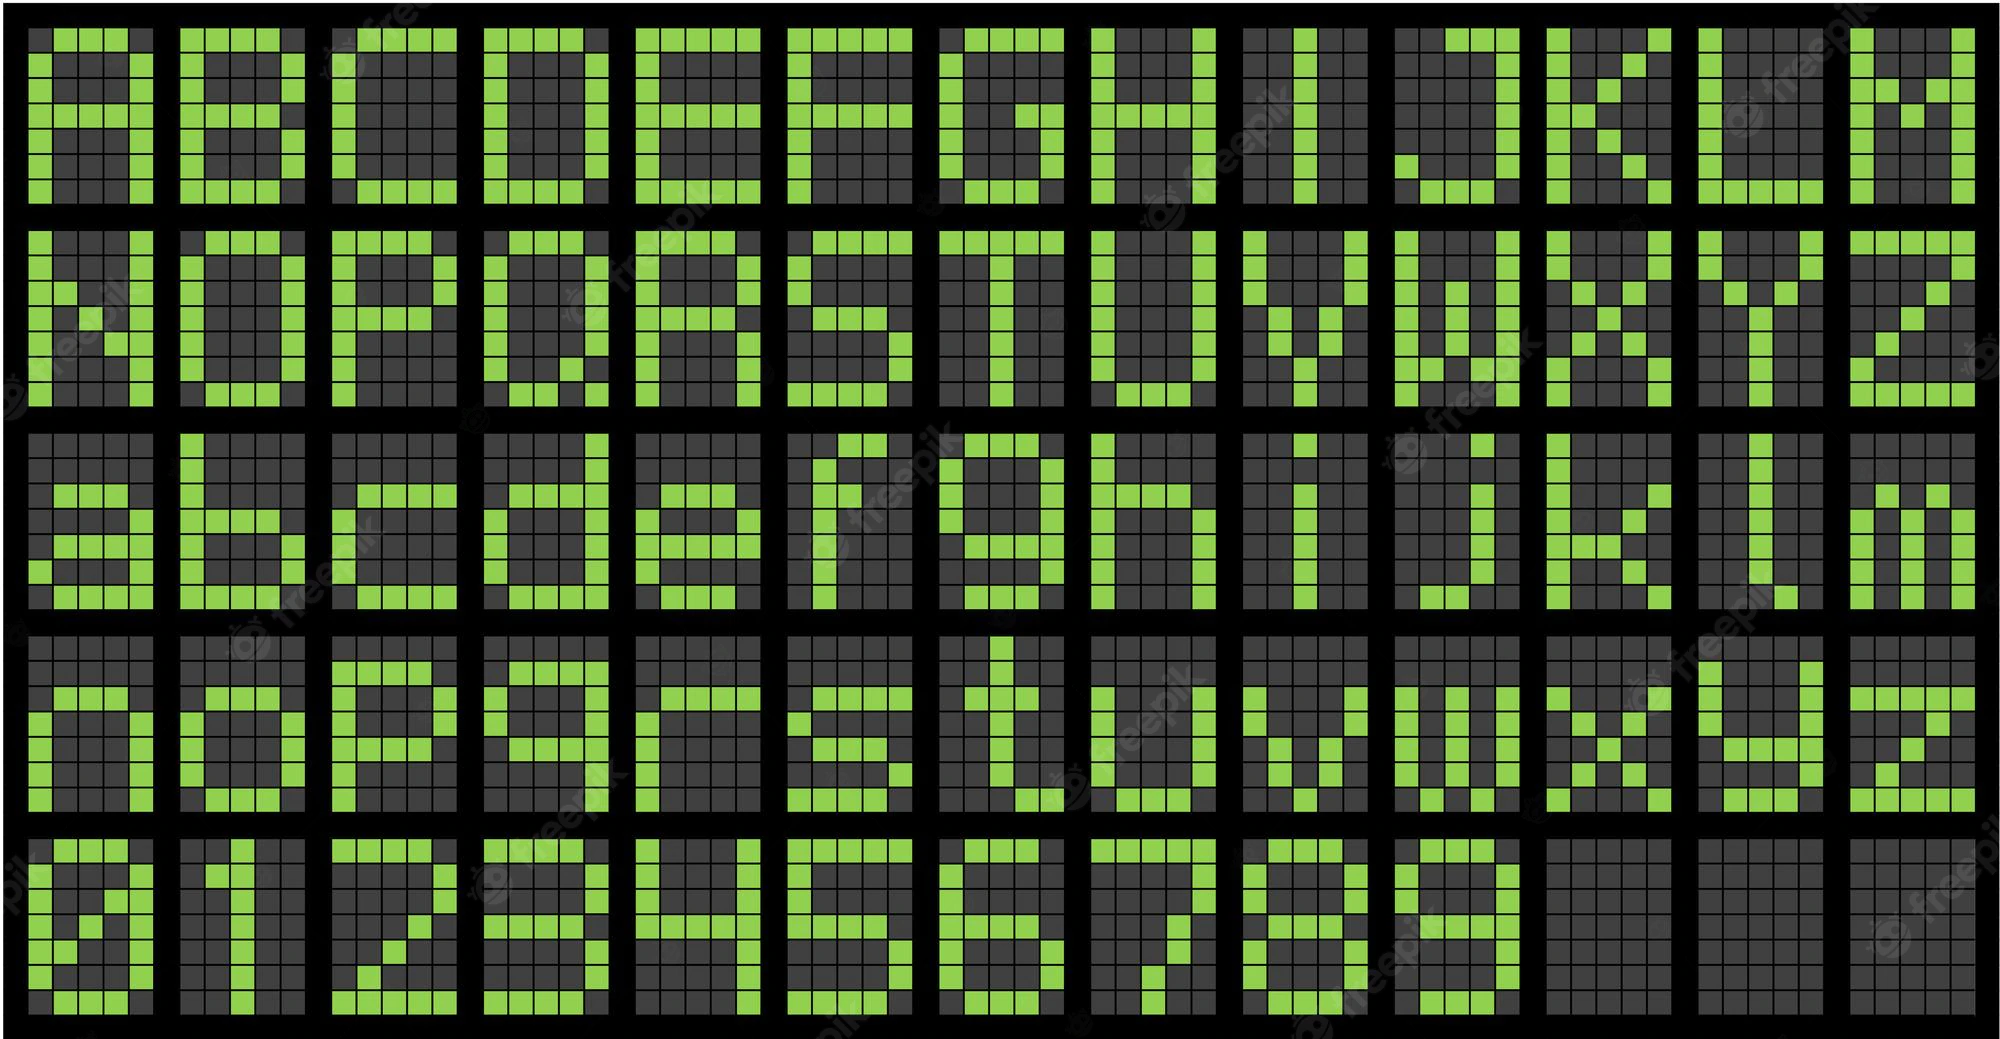 ABCDEFGHIJKLM
NOPQRSTUVWXYZ
abcdefghijklm
nopqrstuvwxyz
0123456789